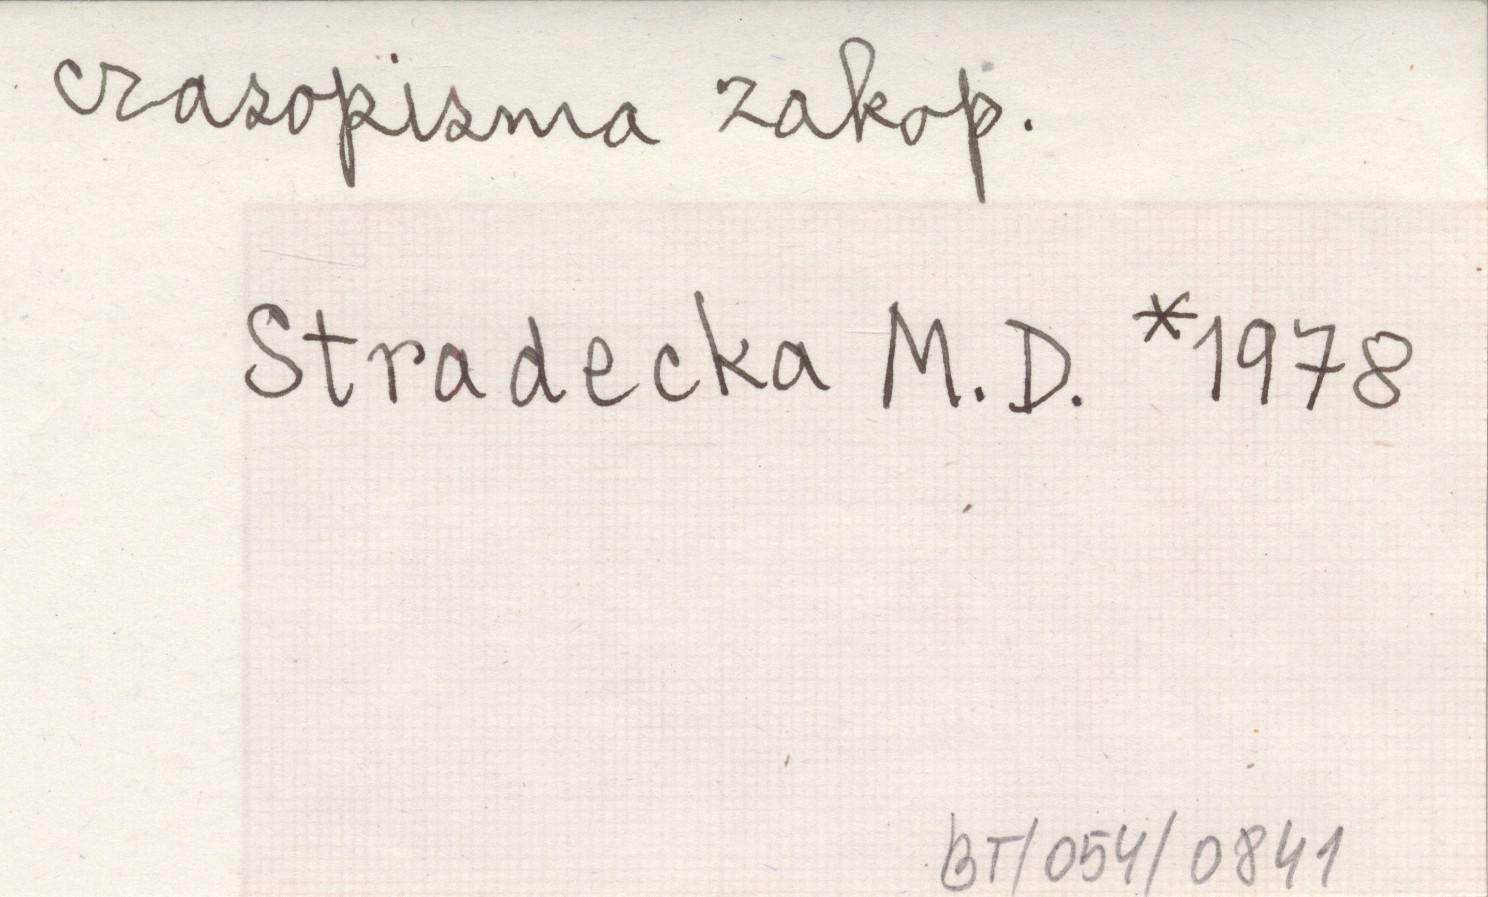 czasopisma zakop.
Stradecka M.D. *1978
BT/054/0841